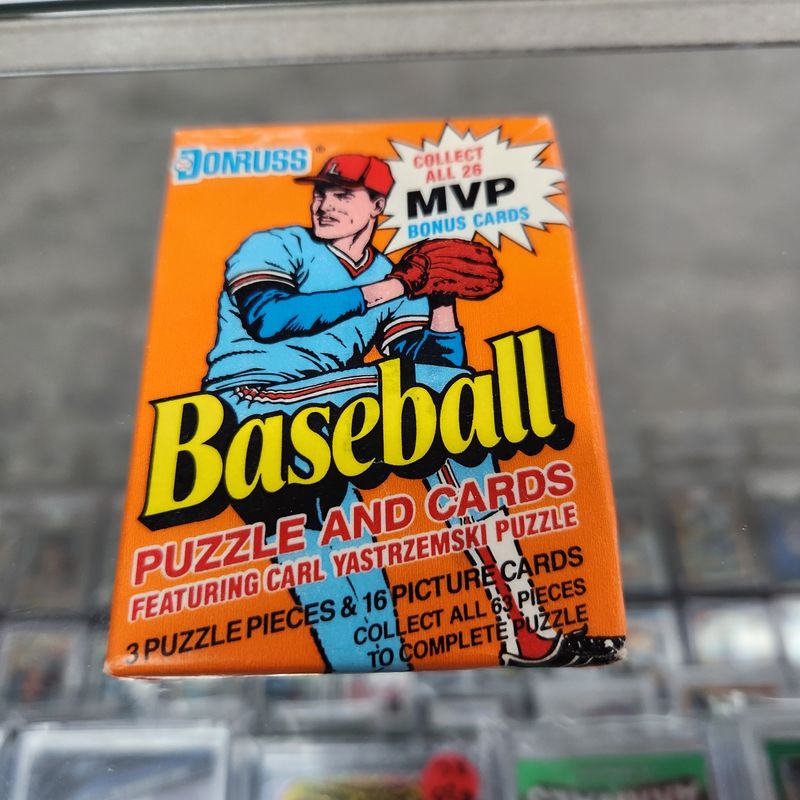 DONRUSS®
COLLECT
ALL 26
MVP
BONUS CARDS
L
Baseball
PUZZLE AND CARDS
FEATURING CARL YASTRZEMSKI PUZZLE
3 PUZZLE PIECES & 16 PICTURE CARDS
COLLECT ALL 63 PIECES
TO COMPLETE PUZZLE